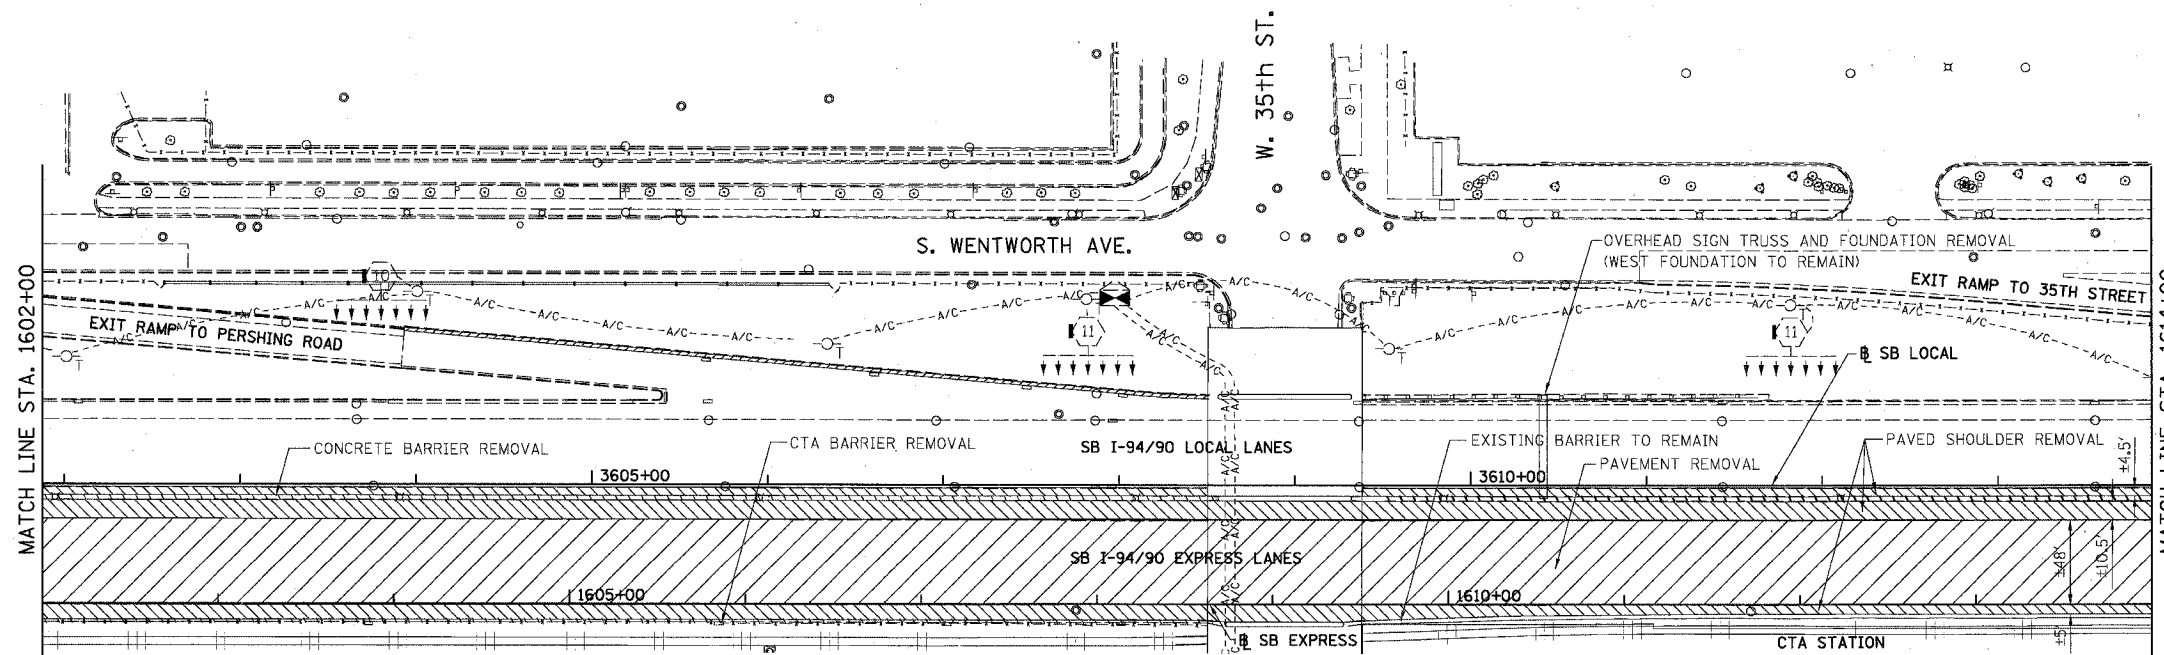 W. 35th ST.
S. WENTWORTH AVE.
OVERHEAD SIGN TRUSS AND FOUNDATION REMOVAL
(WEST FOUNDATION TO REMAIN)
EXIT RAMP TO 35TH STREET
10
A/C
A/C
A/C
A/C
A/C
A/C
A/C
A/C
A/C
A/C
A/C
A/C
A/C
EXIT RAMP TO PERSHING ROAD
11
11
SB LOCAL
MATCH LINE STA. 1602+00
CONCRETE BARRIER REMOVAL
CTA BARRIER REMOVAL
SB I-94/90 LOCAL LANES
EXISTING BARRIER TO REMAIN
PAVED SHOULDER REMOVAL
PAVEMENT REMOVAL
±4.5'
3605+00
3610+00
SB I-94/90 EXPRESS LANES
±48'
±10.5'
1605+00
1610+00
SB EXPRESS
CTA STATION
±5'